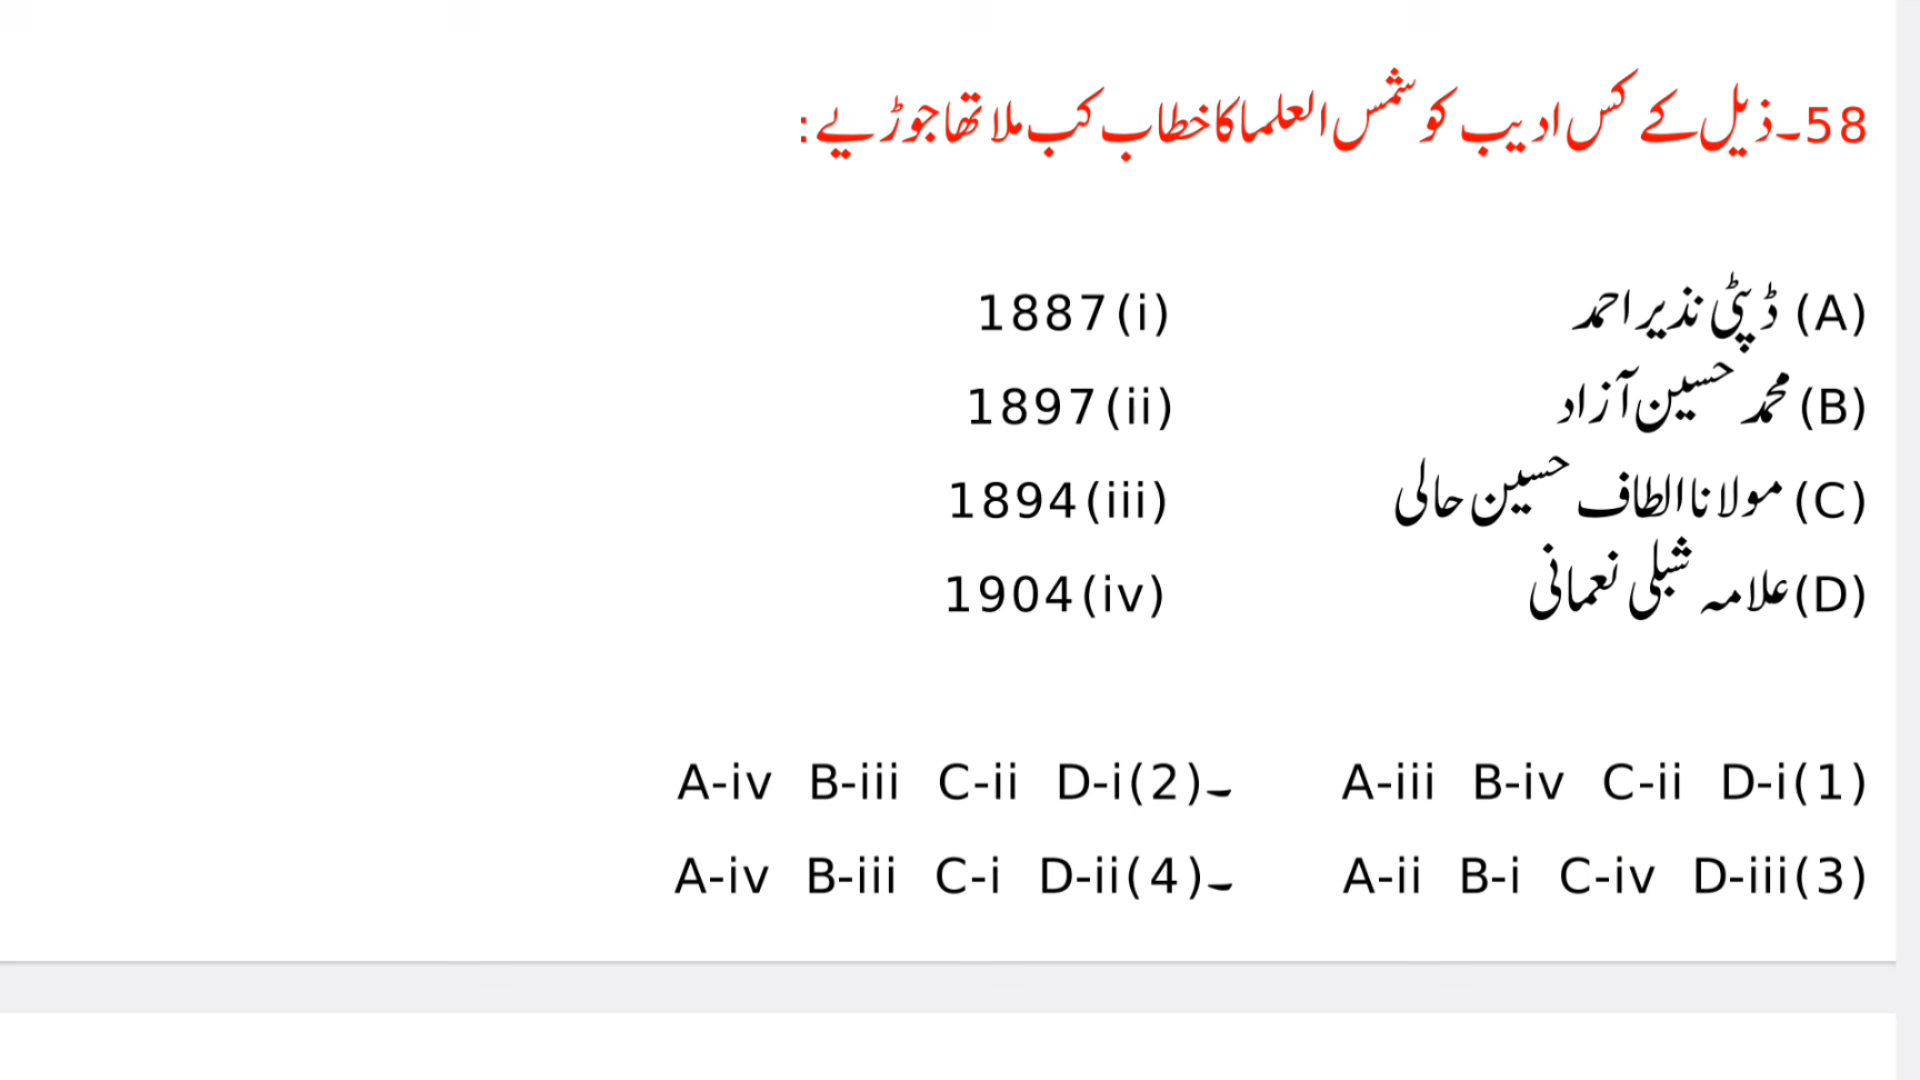 58۔ذیل کے کس ادیب کو شمس العلما کا خطاب کب ملا تھا جوڑیے:
(A) ڈپٹی نذیر احمد 1887(i)
(B) محمد حسین آزاد 1897(ii)
(C) مولانا الطاف حسین حالی 1894(iii)
(D) علامہ شبلی نعمانی 1904(iv)
A-iii B-iv C-ii D-i(1) A-iv B-iii C-ii D-i(2)۔
A-ii B-i C-iv D-iii(3) A-iv B-iii C-i D-ii(4)۔